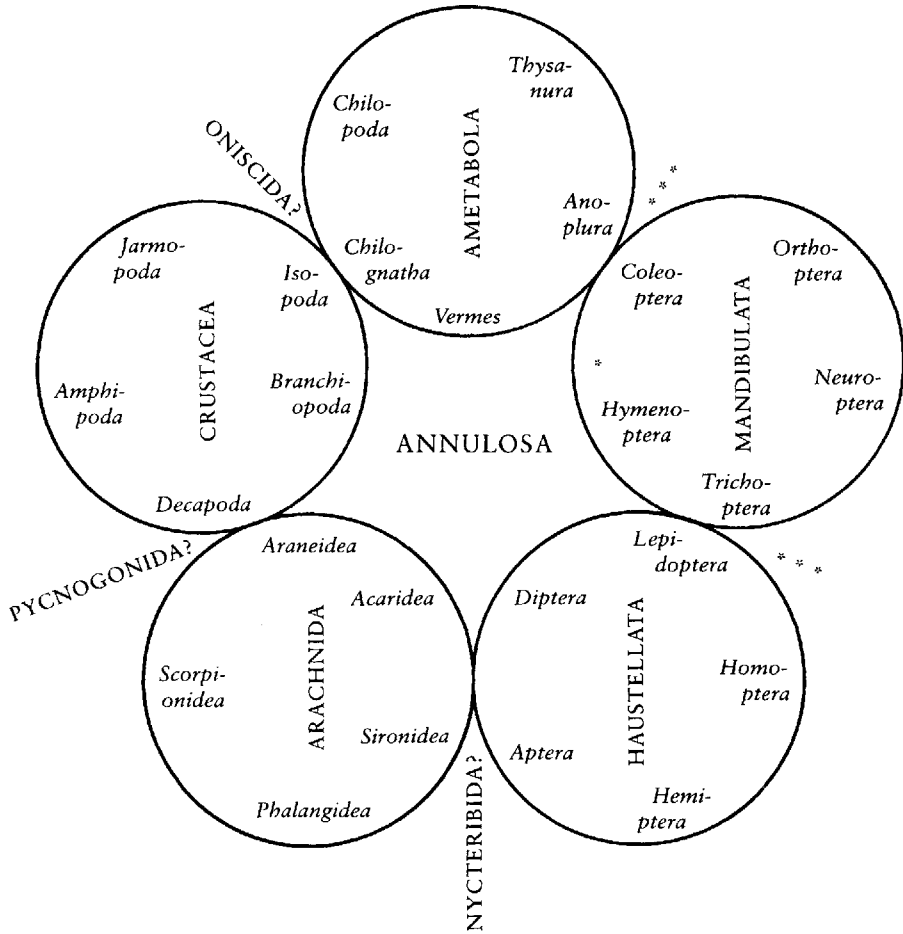 Thysa-
nura
Chilo-
poda
AMETABOLA
ONISCIDA?
* * *
Ano-
plura
Chilo-
gnatha
Vermes
Jarmo-
poda
Iso-
poda
CRUSTACEA
Amphi-
poda
Branchi-
opoda
Decapoda
Ortho-
ptera
Coleo-
ptera
MANDIBULATA
*
Neuro-
ptera
Hymeno-
ptera
Tricho-
ptera
ANNULOSA
PYCNOGONIDA?
Araneidea
Acaridea
ARACHNIDA
Scorpi-
onidea
Sironidea
Phalangidea
NYCTERIBIDA?
Lepi-
doptera
* * *
Diptera
HAUSTELLATA
Homo-
ptera
Aptera
Hemi-
ptera